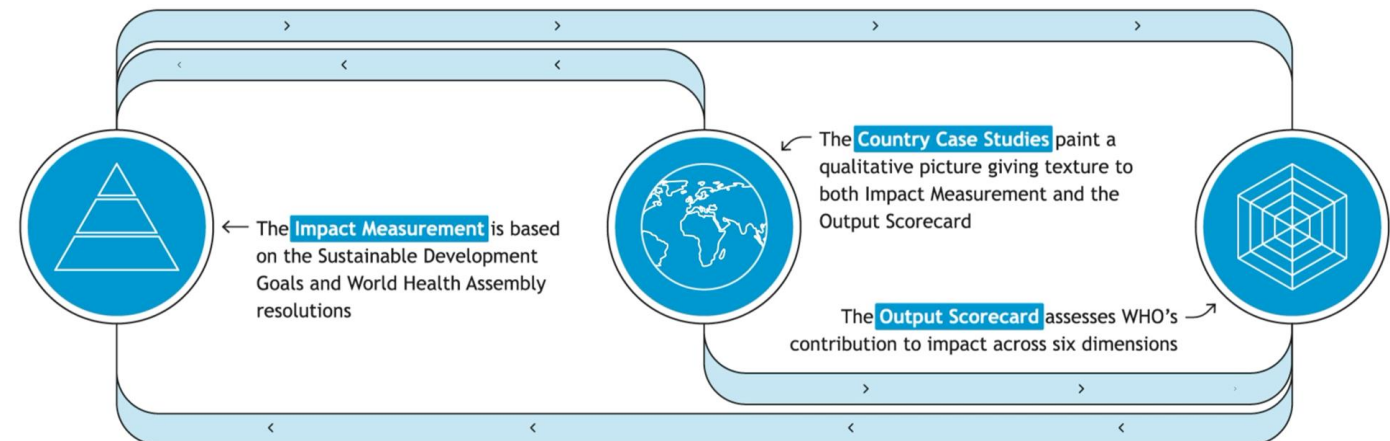 The Impact Measurement is based
on the Sustainable Development
Goals and World Health Assembly
resolutions
The Country Case Studies paint a
qualitative picture giving texture to
both Impact Measurement and the
Output Scorecard
The Output Scorecard assesses WHO’s
contribution to impact across six dimensions